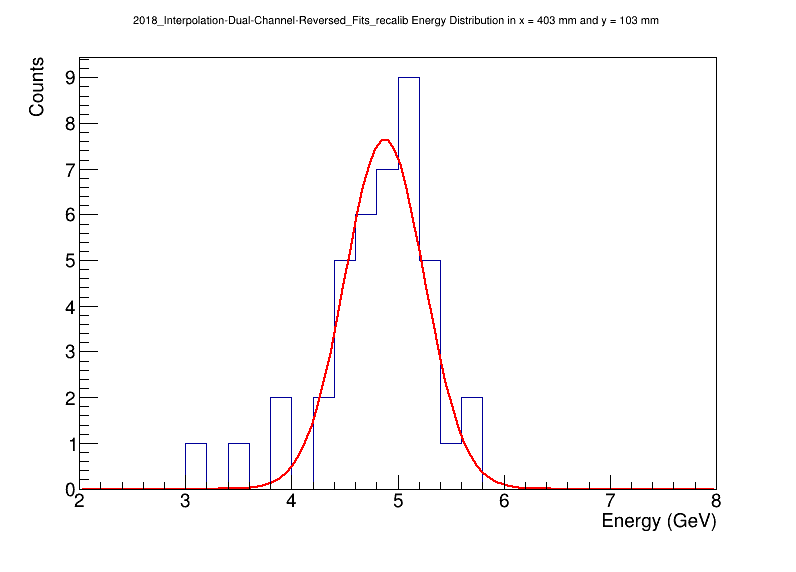 2018_Interpolation-Dual-Channel-Reversed_Fits_recalib Energy Distribution in x = 403 mm and y = 103 mm
Counts
9
8
7
6
5
4
3
2
1
0
2 3 4 5 6 7 8
Energy (GeV)